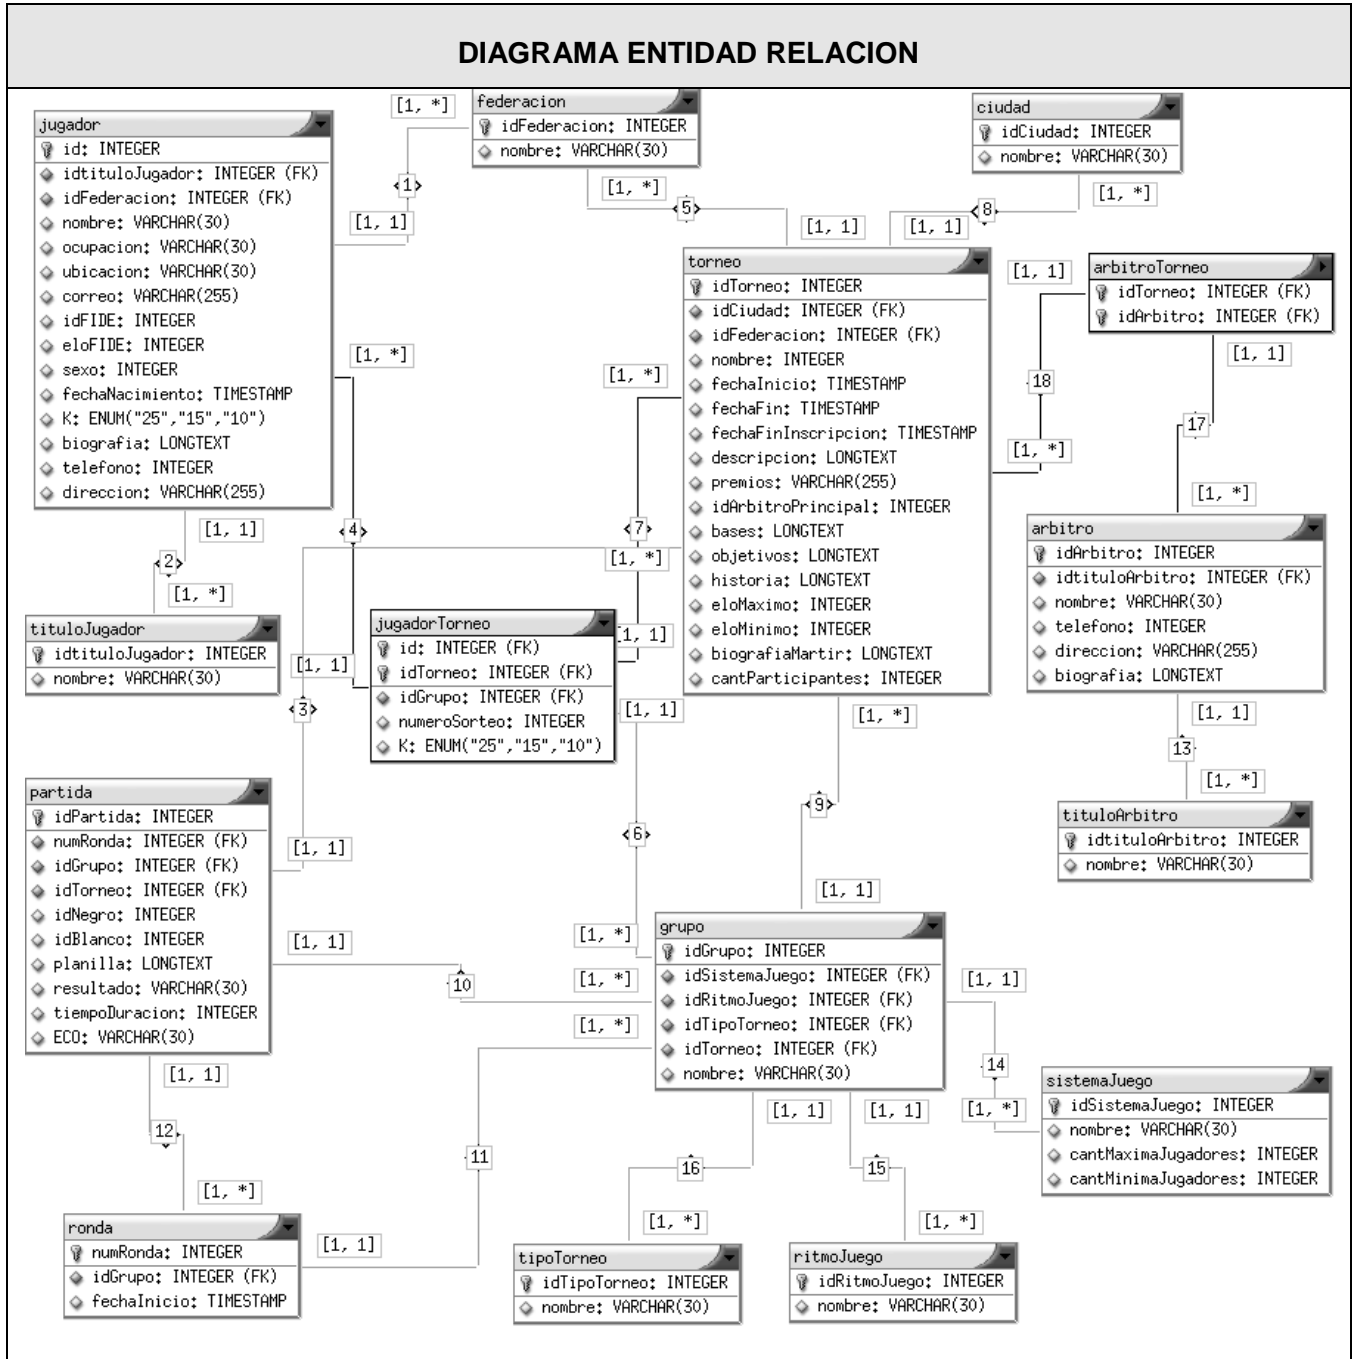 DIAGRAMA ENTIDAD RELACION
jugador
id: INTEGER
idtituloJugador: INTEGER (FK)
idFederacion: INTEGER (FK)
nombre: VARCHAR(30)
ocupacion: VARCHAR(30)
ubicacion: VARCHAR(30)
correo: VARCHAR(255)
idFIDE: INTEGER
eloFIDE: INTEGER
sexo: INTEGER
fechaNacimiento: TIMESTAMP
K: ENUM("25","15","10")
biografia: LONGTEXT
telefono: INTEGER
direccion: VARCHAR(255)
[1, *]
1
[1, 1]
federacion
idFederacion: INTEGER
nombre: VARCHAR(30)
[1, *]
5
[1, 1]
ciudad
idCiudad: INTEGER
nombre: VARCHAR(30)
[1, *]
8
[1, 1]
torneo
idTorneo: INTEGER
idCiudad: INTEGER (FK)
idFederacion: INTEGER (FK)
nombre: INTEGER
fechaInicio: TIMESTAMP
fechaFin: TIMESTAMP
fechaFinInscripcion: TIMESTAMP
descripcion: LONGTEXT
premios: VARCHAR(255)
idArbitroPrincipal: INTEGER
bases: LONGTEXT
objetivos: LONGTEXT
historia: LONGTEXT
eloMaximo: INTEGER
eloMinimo: INTEGER
biografiaMartir: LONGTEXT
cantParticipantes: INTEGER
[1, 1]
arbitroTorneo
idTorneo: INTEGER (FK)
idArbitro: INTEGER (FK)
18
[1, *]
[1, 1]
17
[1, *]
arbitro
idArbitro: INTEGER
idtituloArbitro: INTEGER (FK)
nombre: VARCHAR(30)
telefono: INTEGER
direccion: VARCHAR(255)
biografia: LONGTEXT
[1, 1]
13
[1, *]
tituloArbitro
idtituloArbitro: INTEGER
nombre: VARCHAR(30)
[1, *]
4
[1, 1]
[1, *]
7
[1, *]
1, 1]
[1, 1]
2
[1, *]
tituloJugador
idtituloJugador: INTEGER
nombre: VARCHAR(30)
jugadorTorneo
id: INTEGER (FK)
idTorneo: INTEGER (FK)
idGrupo: INTEGER (FK)
numeroSorteo: INTEGER
K: ENUM("25","15","10")
3
[1, 1]
[1, 1]
6
[1, *]
[1, *]
9
[1, 1]
partida
idPartida: INTEGER
numRonda: INTEGER (FK)
idGrupo: INTEGER (FK)
idTorneo: INTEGER (FK)
idNegro: INTEGER
idBlanco: INTEGER
planilla: LONGTEXT
resultado: VARCHAR(30)
tiempoDuracion: INTEGER
ECO: VARCHAR(30)
[1, 1]
10
[1, *]
grupo
idGrupo: INTEGER
idSistemaJuego: INTEGER (FK)
idRitmoJuego: INTEGER (FK)
idTipoTorneo: INTEGER (FK)
idTorneo: INTEGER (FK)
nombre: VARCHAR(30)
[1, *]
11
[1, 1]
[1, 1]
14
[1, *]
sistemaJuego
idSistemaJuego: INTEGER
nombre: VARCHAR(30)
cantMaximaJugadores: INTEGER
cantMinimaJugadores: INTEGER
[1, 1]
12
[1, *]
ronda
numRonda: INTEGER
idGrupo: INTEGER (FK)
fechaInicio: TIMESTAMP
[1, 1]
16
[1, *]
tipoTorneo
idTipoTorneo: INTEGER
nombre: VARCHAR(30)
[1, 1]
15
[1, *]
ritmoJuego
idRitmoJuego: INTEGER
nombre: VARCHAR(30)